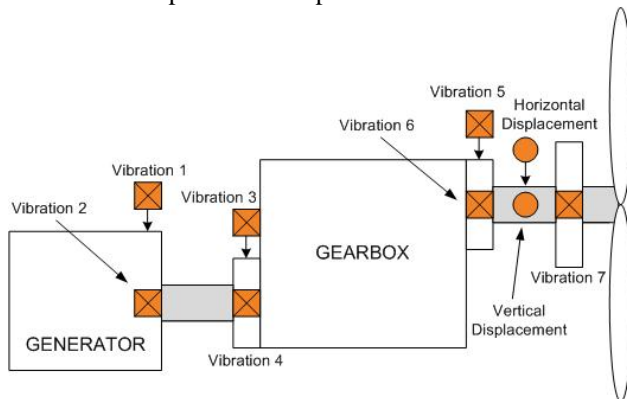 Vibration 5
Horizontal
Displacement
Vibration 6
Vibration 1
Vibration 3
Vibration 2
GEARBOX
Vibration 7
Vertical
Displacement
GENERATOR
Vibration 4